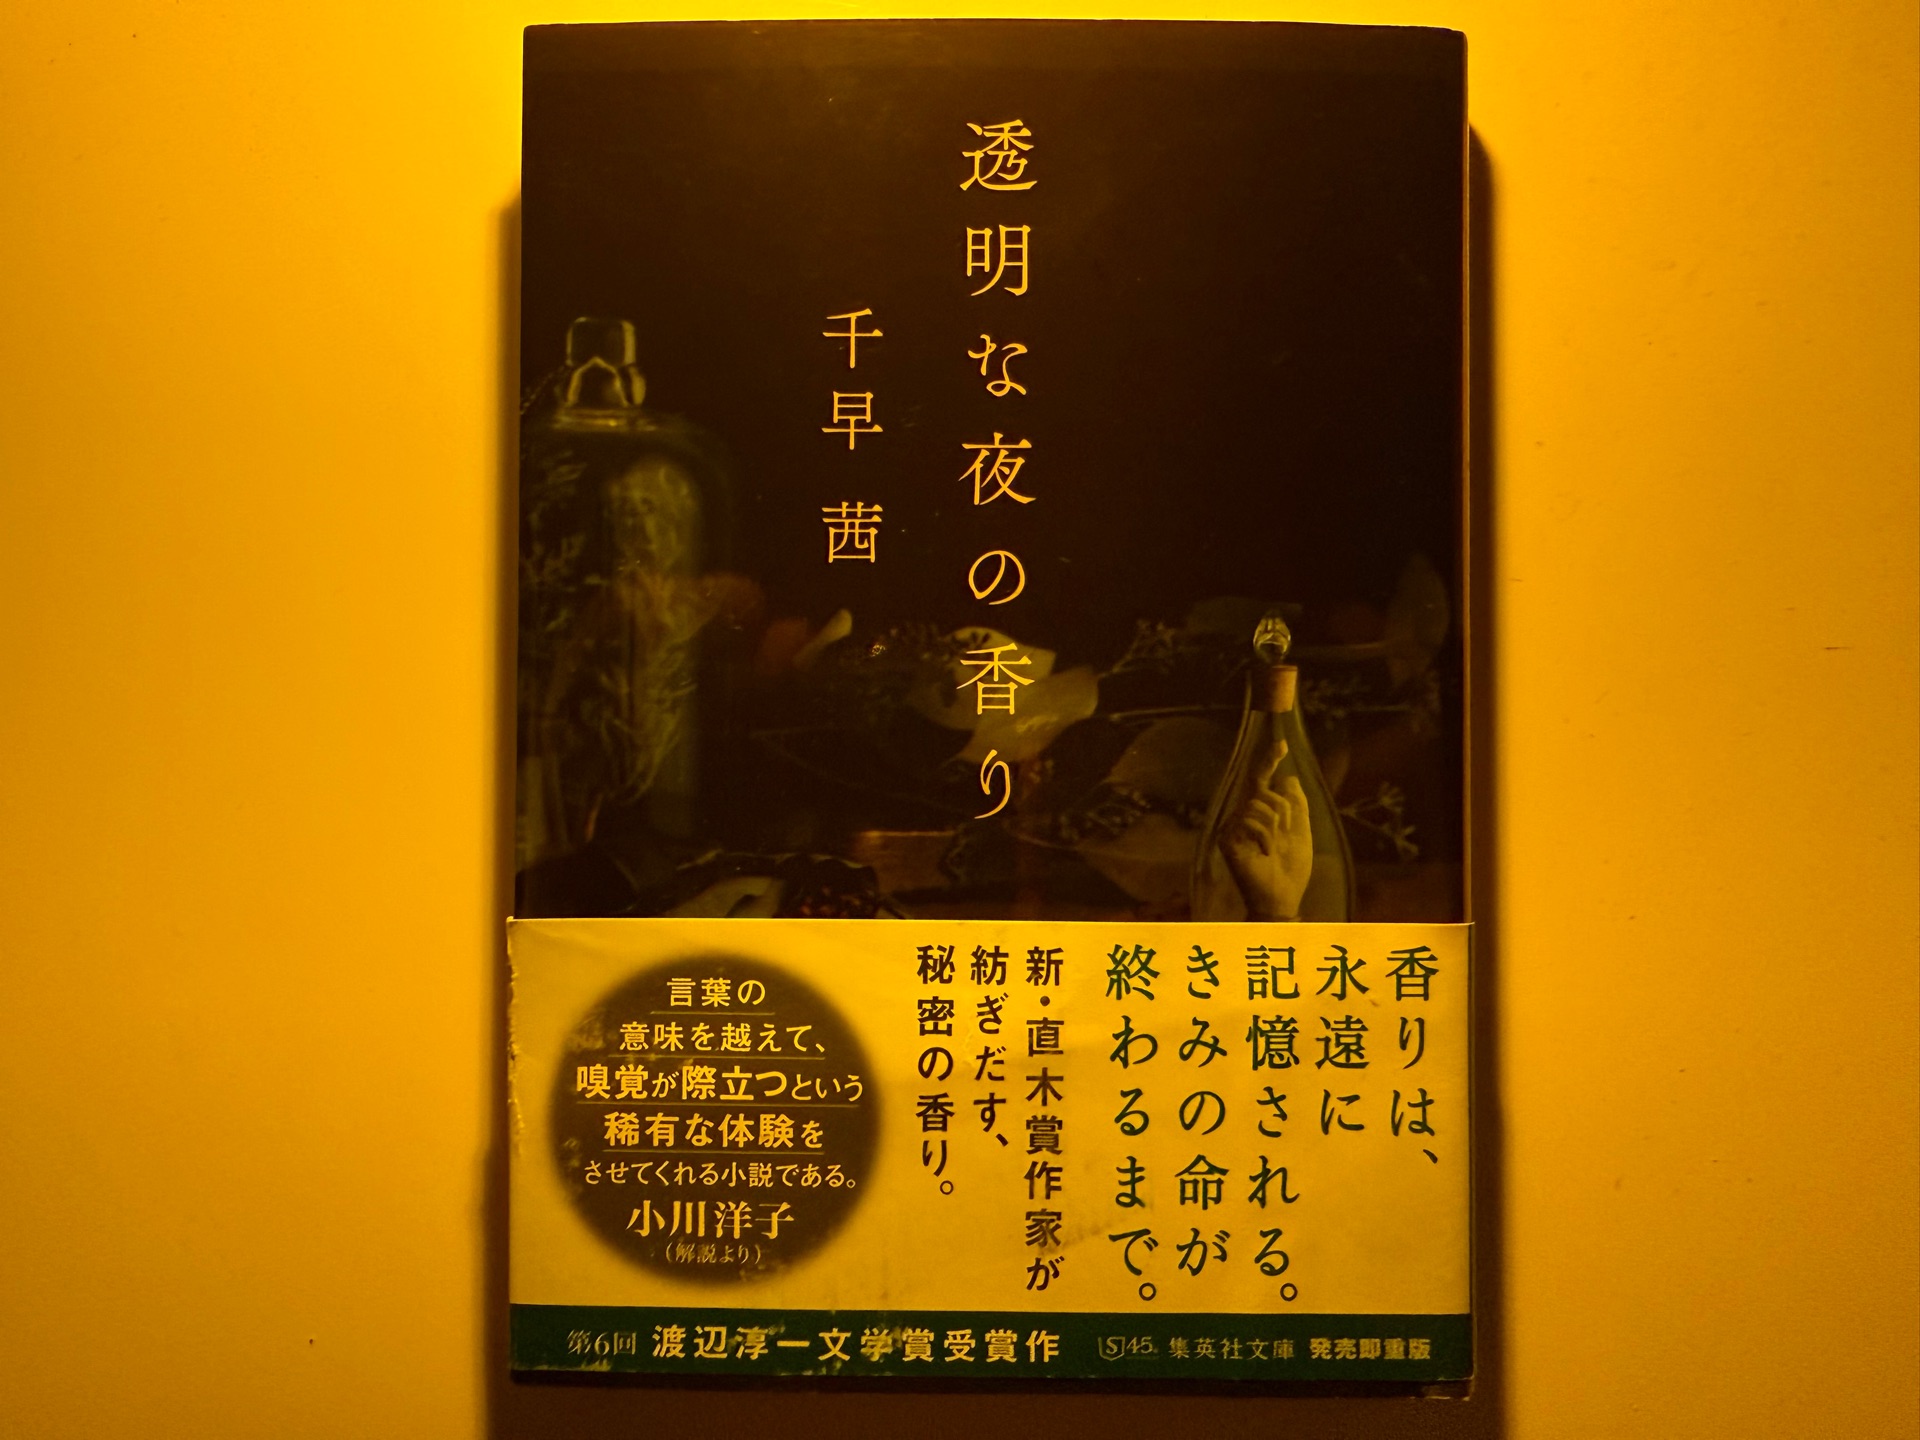 透明な夜の香り
千早 茜
香りは、
永遠に
記憶される。
きみの命が
終わるまで。
新・直木賞作家が
紡ぎだす、
秘密の香り。
言葉の
意味を越えて、
嗅覚が際立つという
稀有な体験を
させてくれる小説である。
小川洋子
（解説より）
第6回 渡辺淳一文学賞受賞作
S 45. 集英社文庫 発売即重版